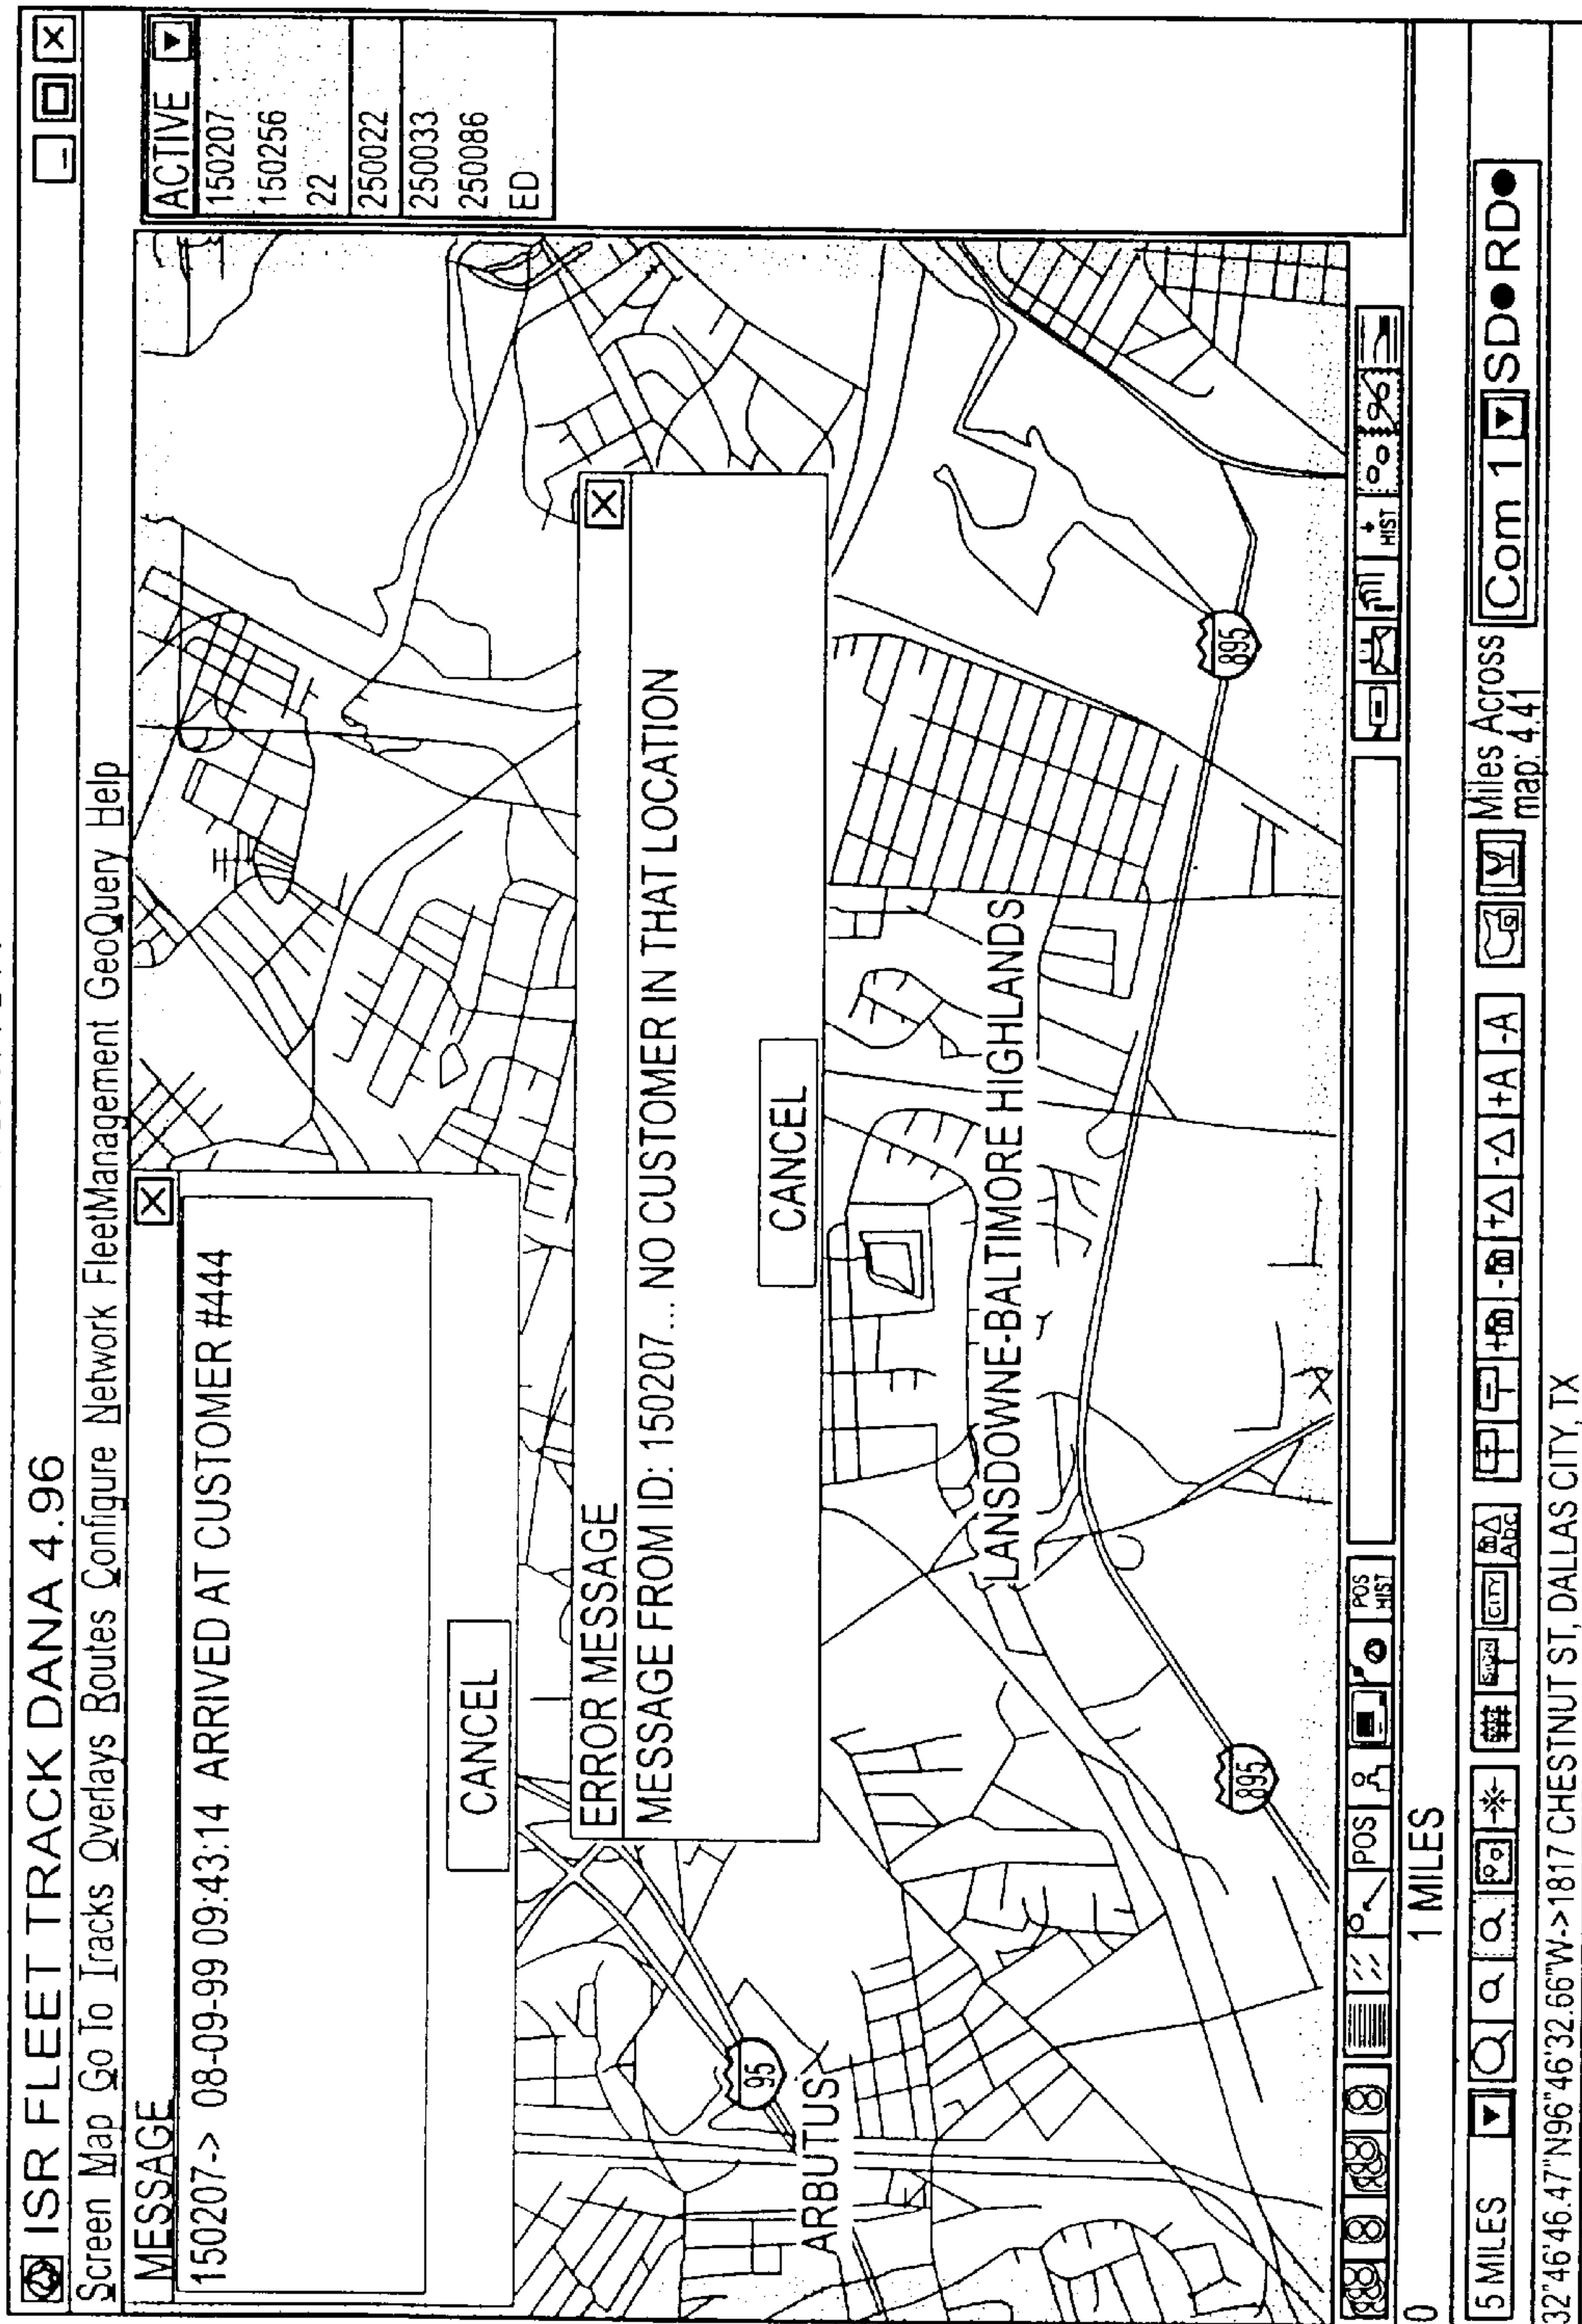 ISR FLEET TRACK DANA 4.96
Screen Map Go To Tracks Overlays Routes Configure Network FleetManagement GeoQuery Help
MESSAGE
150207-> 08-09-99 09:43:14 ARRIVED AT CUSTOMER #444
CANCEL
ERROR MESSAGE
MESSAGE FROM ID: 150207... NO CUSTOMER IN THAT LOCATION
CANCEL
ACTIVE
150207
150256
22
250022
250033
250086
ED
95
ARBUTUS
LANSDOWNE-BALTIMORE HIGHLANDS
895
895
POS
POS HIST
+ HIST
0
1 MILES
5 MILES
CITY
Abc
+A
-A
Miles Across
map: 4.41
Com 1
SD
RD
32"46'46.47"N96"46'32.66"W->1817 CHESTNUT ST, DALLAS CITY, TX